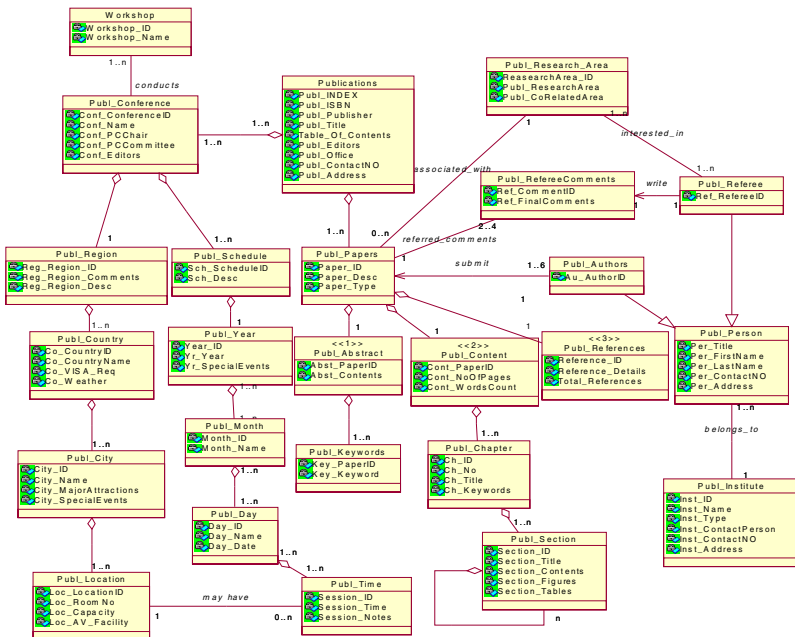 Workshop
Workshop_ID
Workshop_Name
1..n
conducts
Publ_Conference
Conf_ConferenceID
Conf_Name
Conf_PCChair
Conf_PCCommittee
Conf_Editors
1..n
1..n
Publications
Publ_INDEX
Publ_ISBN
Publ_Publisher
Publ_Title
Table_Of_Contents
Publ_Editors
Publ_Office
Publ_ContactNO
Publ_Address
Publ_Research_Area
ReasearchArea_ID
Publ_ResearchArea
Publ_CoRelatedArea
1
1..n
interested_in
1..n
associated_with
Publ_RefereeComments
Ref_CommentID
Ref_FinalComments
write
1
1
Publ_Referee
Ref_RefereeID
2..4
0..n
referred_comments
1
1..n
Publ_Region
Reg_Region_ID
Reg_Region_Comments
Reg_Region_Desc
1
Publ_Schedule
Sch_ScheduleID
Sch_Desc
1..n
Publ_Papers
Paper_ID
Paper_Desc
Paper_Type
submit
1..6
Publ_Authors
Au_AuthorID
1..n
Publ_Country
Co_CountryID
Co_CountryName
Co_VISA_Req
Co_Weather
1
Publ_Year
Year_ID
Yr_Year
Yr_SpecialEvents
1..n
1
<<1>>
Publ_Abstract
Abst_PaperID
Abst_Contents
1
<<2>>
Publ_Content
Cont_PaperID
Cont_NoOfPages
Cont_WordsCount
1
1
<<3>>
Publ_References
Reference_ID
Reference_Details
Total_References
Publ_Person
Per_Title
Per_FirstName
Per_LastName
Per_ContactNO
Per_Address
1..n
belongs_to
1
1..n
Publ_City
City_ID
City_Name
City_MajorAttractions
City_SpecialEvents
1..n
Publ_Month
Month_ID
Month_Name
1..n
1..n
Publ_Keywords
Key_PaperID
Key_Keyword
1..n
Publ_Chapter
Ch_ID
Ch_No
Ch_Title
Ch_Keywords
1..n
Publ_Institute
Inst_ID
Inst_Name
Inst_Type
Inst_ContactPerson
Inst_ContactNO
Inst_Address
Publ_Day
Day_ID
Day_Name
Day_Date
1..n
1..n
Publ_Section
Section_ID
Section_Title
Section_Contents
Section_Figures
Section_Tables
n
1..n
Publ_Location
Loc_LocationID
Loc_RoomNo
Loc_Capacity
Loc_AV_Facility
may have
1
0..n
Publ_Time
Session_ID
Session_Time
Session_Notes